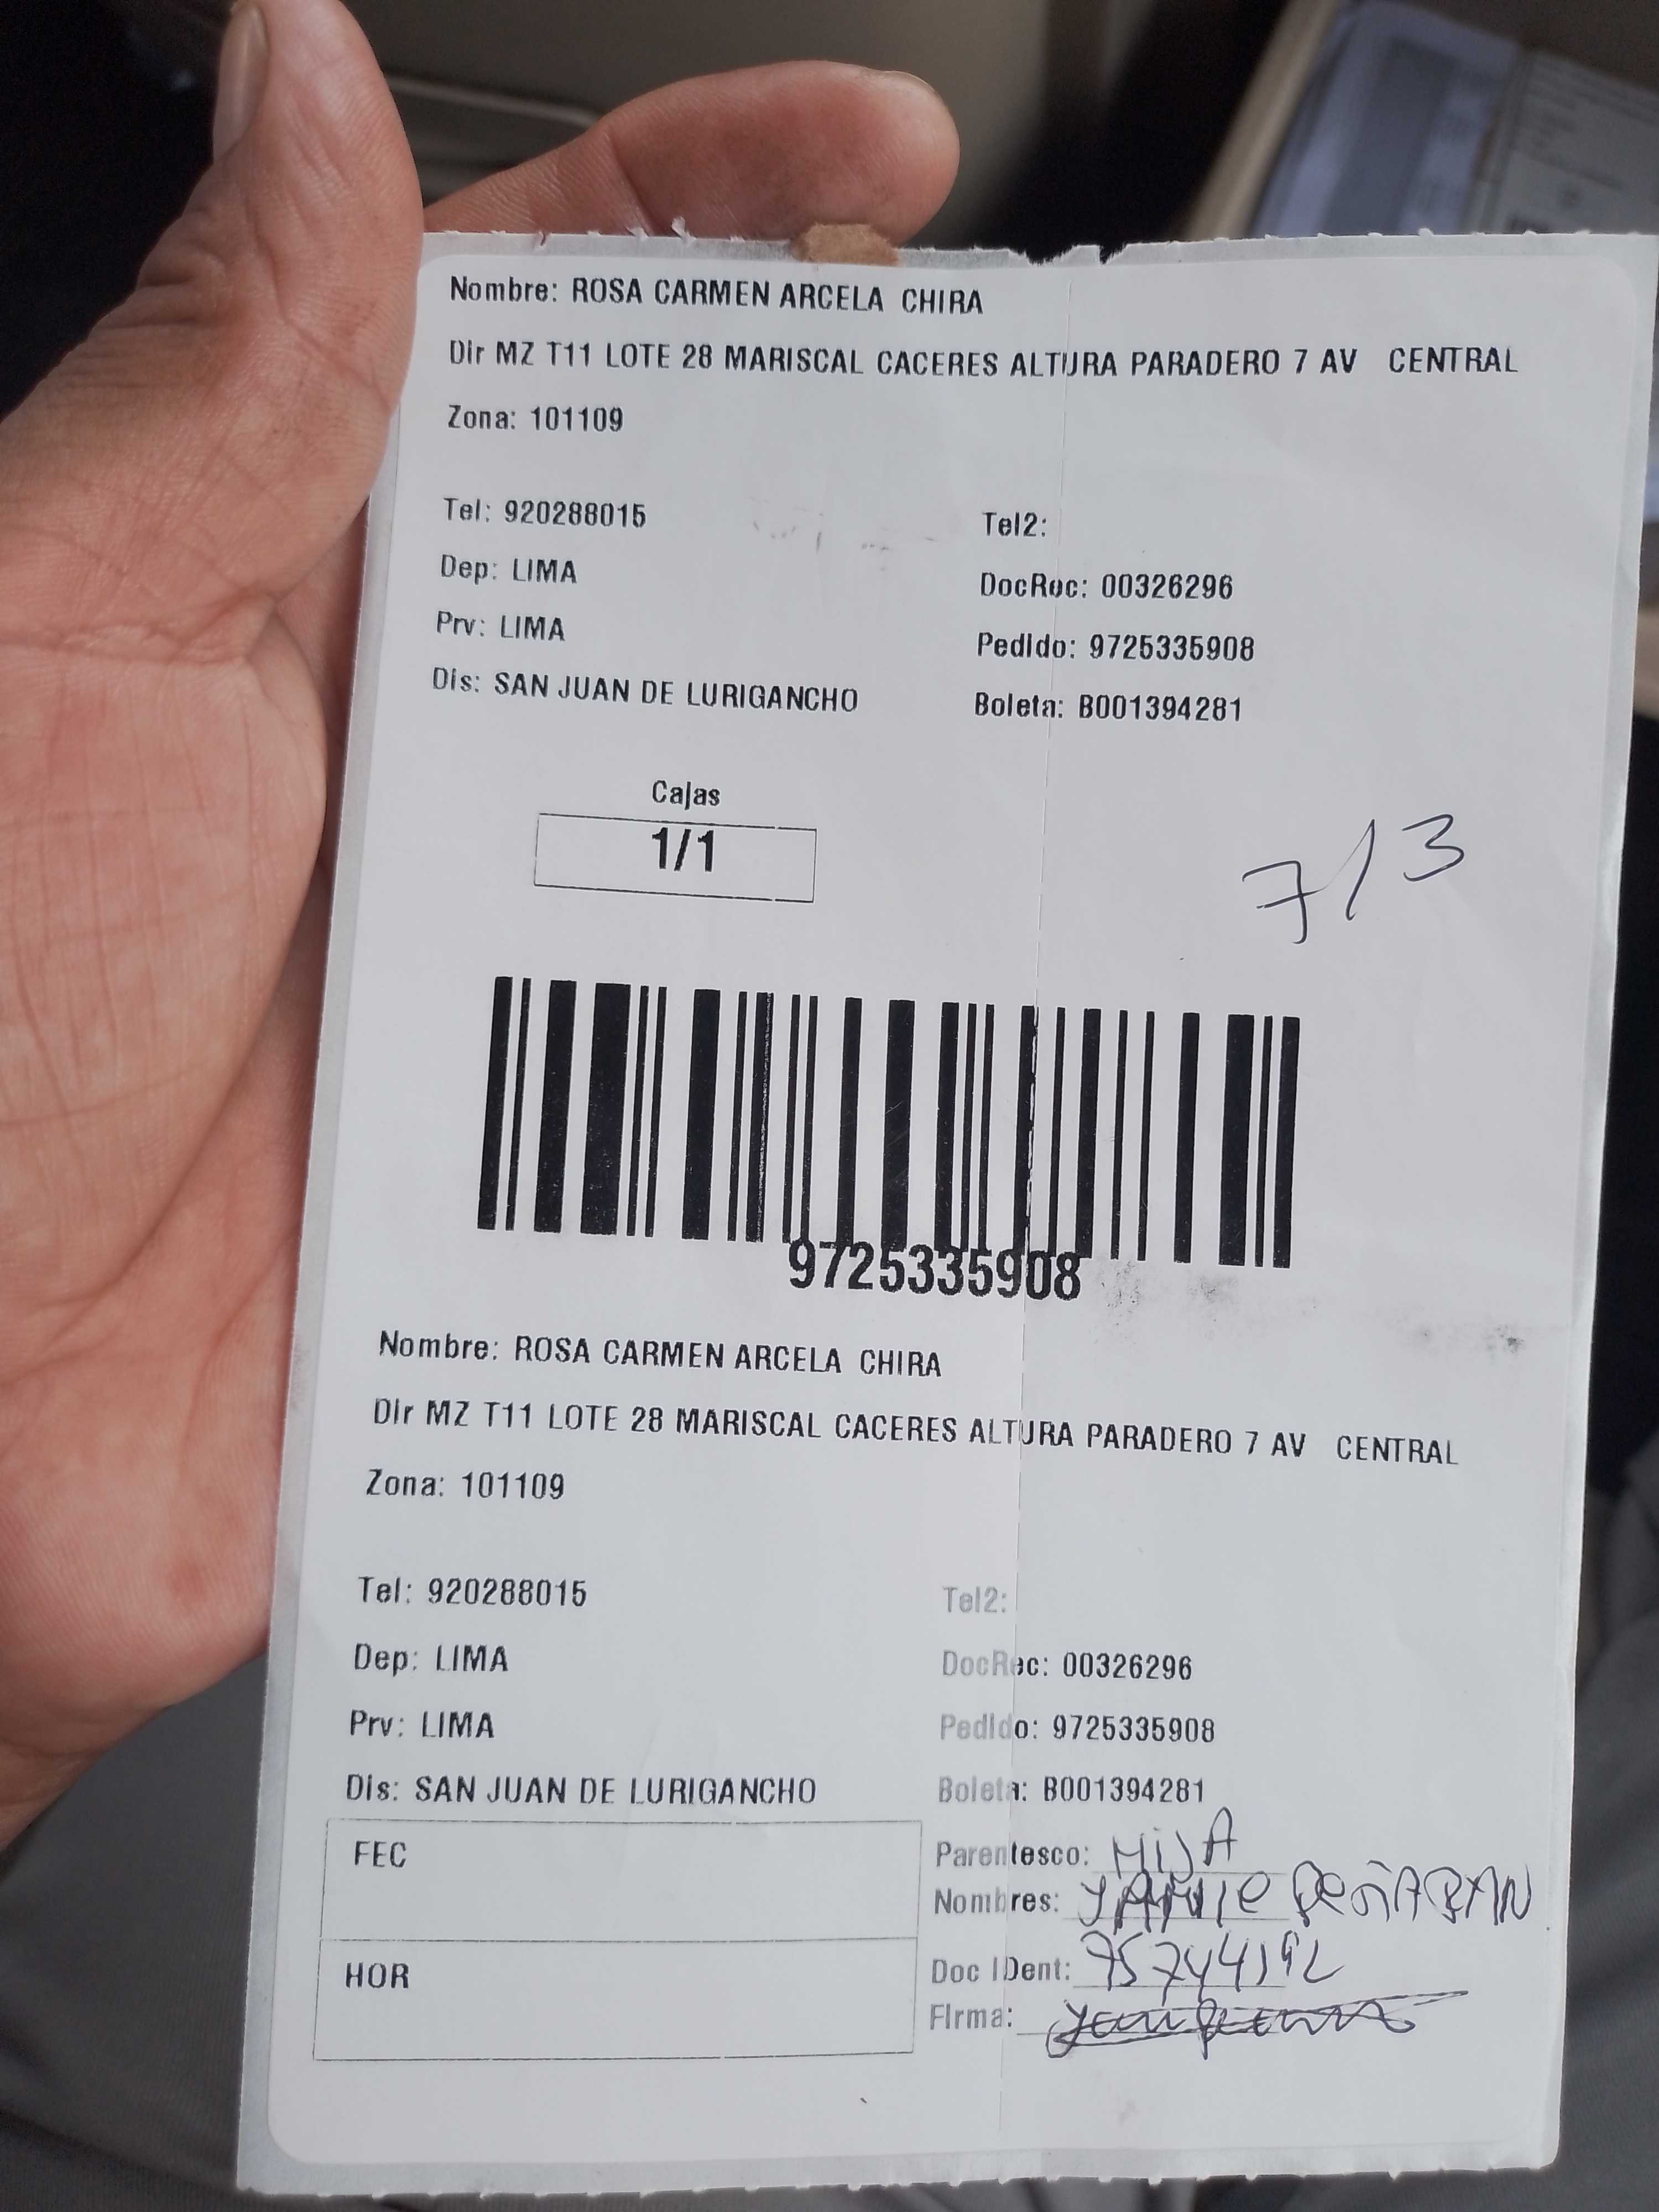 Nombre: ROSA CARMEN ARCELA CHIRA
Dir MZ T11 LOTE 28 MARISCAL CACERES ALTURA PARADERO 7 AV CENTRAL
Zona: 101109
Tel: 920288015 Tel2:
Dep: LIMA DocRec: 00326296
Prv: LIMA Pedido: 9725335908
Dis: SAN JUAN DE LURIGANCHO Boleta: B001394281
Cajas
1/1
7/3
9725335908
Nombre: ROSA CARMEN ARCELA CHIRA
Dir MZ T11 LOTE 28 MARISCAL CACERES ALTURA PARADERO 7 AV CENTRAL
Zona: 101109
Tel: 920288015 Tel2:
Dep: LIMA DocRec: 00326296
Prv: LIMA Pedido: 9725335908
Dis: SAN JUAN DE LURIGANCHO Boleta: B001394281
FEC Parentesco: HIJA
Nombres: PEÑARAN
HOR Doc IDent: 75744192
Firma: